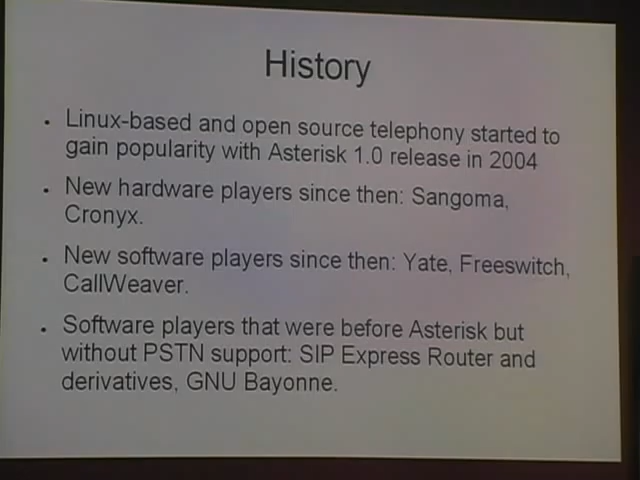 History
• Linux-based and open source telephony started to
gain popularity with Asterisk 1.0 release in 2004
• New hardware players since then: Sangoma,
Cronyx.
• New software players since then: Yate, Freeswitch,
CallWeaver.
• Software players that were before Asterisk but
without PSTN support: SIP Express Router and
derivatives, GNU Bayonne.